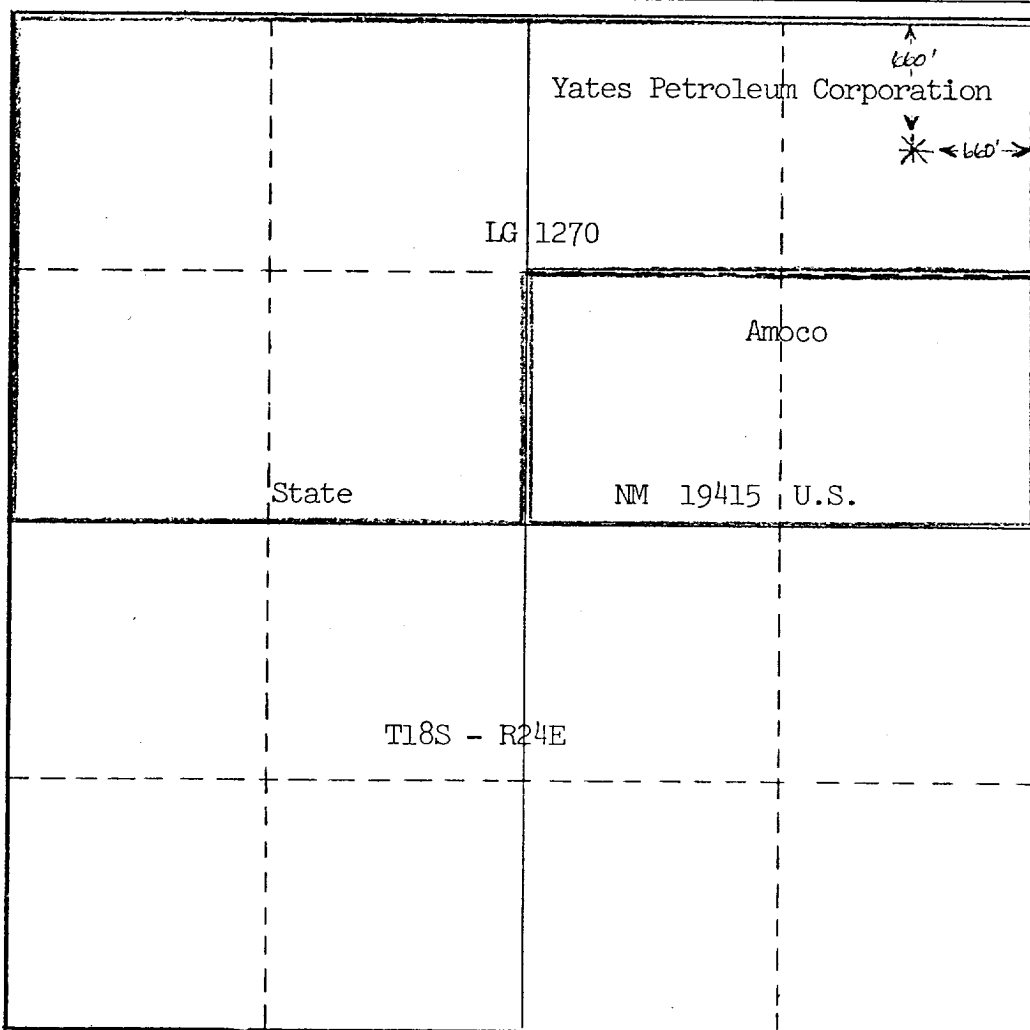 660'
Yates Petroleum Corporation
660'
LG 1270
Amoco
State
NM 19415 U.S.
T18S - R24E